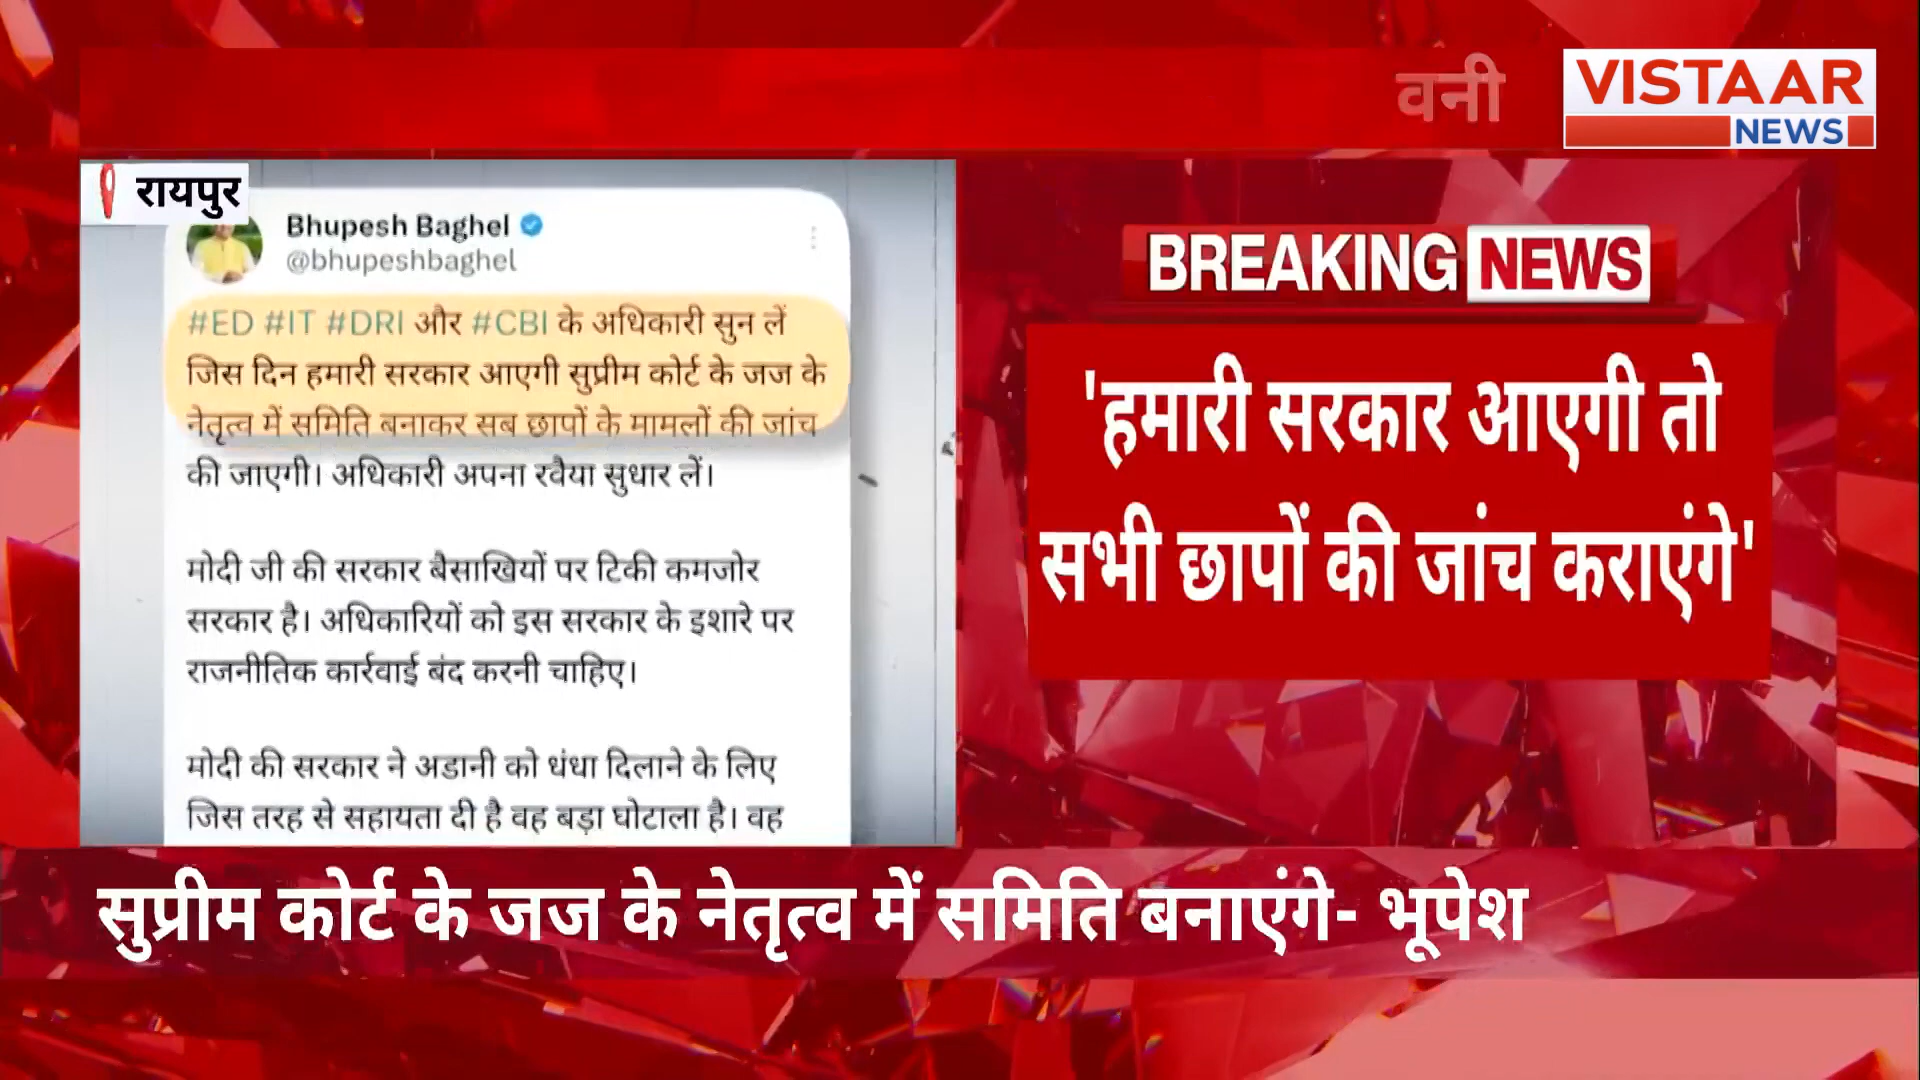 वनी
VISTAAR
NEWS
रायपुर
Bhupesh Baghel
@bhupeshbaghel
#ED #IT #DRI और #CBI के अधिकारी सुन लें
जिस दिन हमारी सरकार आएगी सुप्रीम कोर्ट के जज के
नेतृत्व में समिति बनाकर सब छापों के मामलों की जांच
की जाएगी। अधिकारी अपना रवैया सुधार लें।
मोदी जी की सरकार बैसाखियों पर टिकी कमजोर
सरकार है। अधिकारियों को इस सरकार के इशारे पर
राजनीतिक कार्रवाई बंद करनी चाहिए।
मोदी की सरकार ने अडानी को धंधा दिलाने के लिए
जिस तरह से सहायता दी है वह बड़ा घोटाला है। वह
BREAKING NEWS
'हमारी सरकार आएगी तो
सभी छापों की जांच कराएंगे'
सुप्रीम कोर्ट के जज के नेतृत्व में समिति बनाएंगे- भूपेश